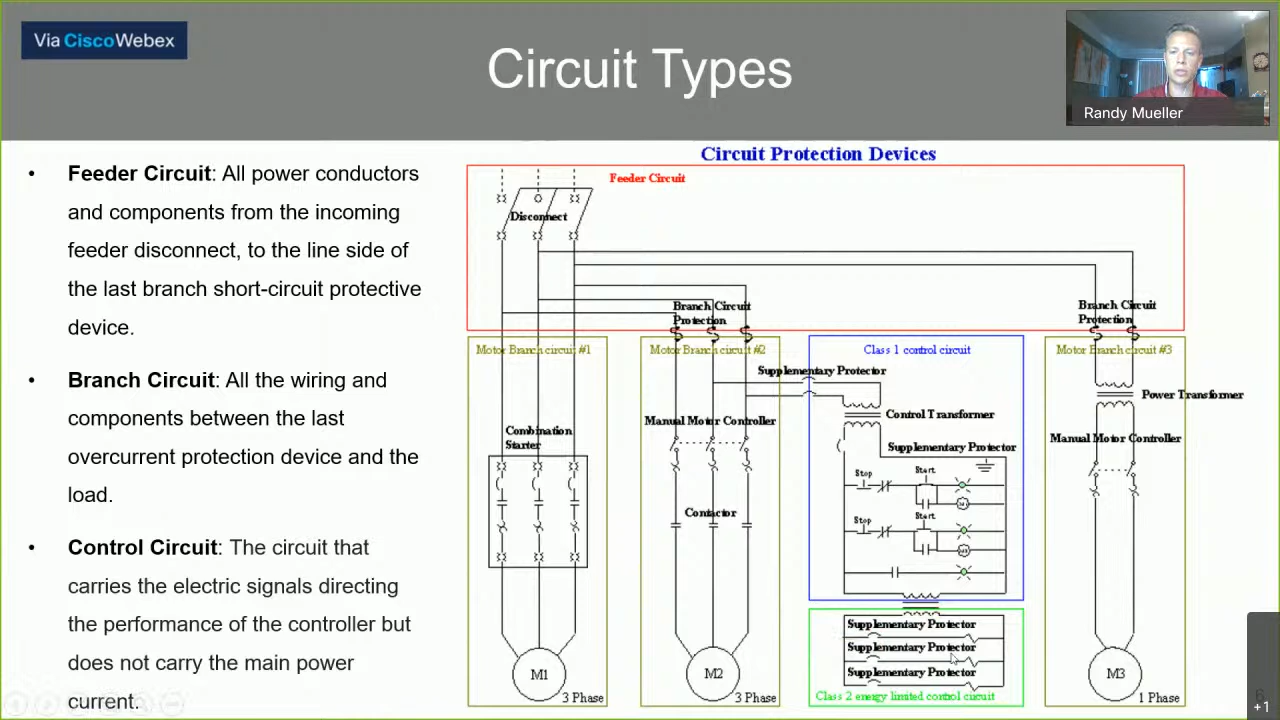 Via CiscoWebex
Circuit Types
Randy Mueller
• Feeder Circuit: All power conductors
and components from the incoming
feeder disconnect, to the line side of
the last branch short-circuit protective
device.
• Branch Circuit: All the wiring and
components between the last
overcurrent protection device and the
load.
• Control Circuit: The circuit that
carries the electric signals directing
the performance of the controller but
does not carry the main power
current.
Circuit Protection Devices
Feeder Circuit
Disconnect
Branch Circuit
Protection
Branch Circuit
Protection
Motor Branch circuit #1
Combination
Starter
M1
3 Phase
Motor Branch circuit #2
Manual Motor Controller
Contactor
M2
3 Phase
Class 1 control circuit
Supplementary Protector
Control Transformer
Supplementary Protector
Stop
Start
Stop
Start
Supplementary Protector
Supplementary Protector
Supplementary Protector
Class 2 energy limited control circuit
Motor Branch circuit #3
Power Transformer
Manual Motor Controller
M3
1 Phase
6
+1